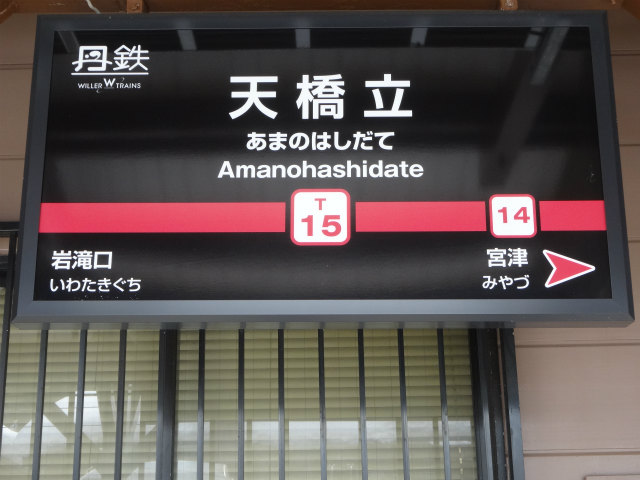 丹鉄
WILLER TRAINS
天橋立
あまのはしだて
Amanohashidate
T
15
14
岩滝口
いわたきぐち
宮津
みやづ